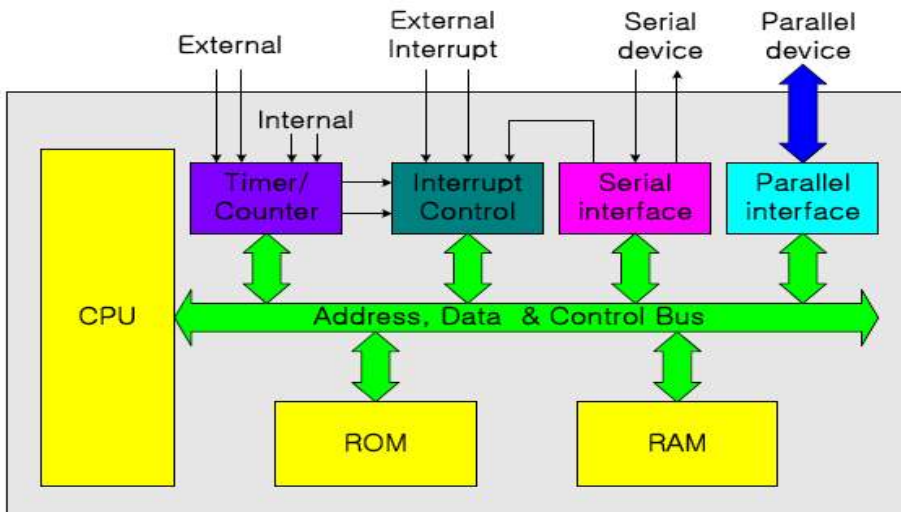 External
External
Interrupt
Serial
device
Parallel
device
Internal
Timer/
Counter
Interrupt
Control
Serial
interface
Parallel
interface
CPU
Address, Data & Control Bus
ROM
RAM